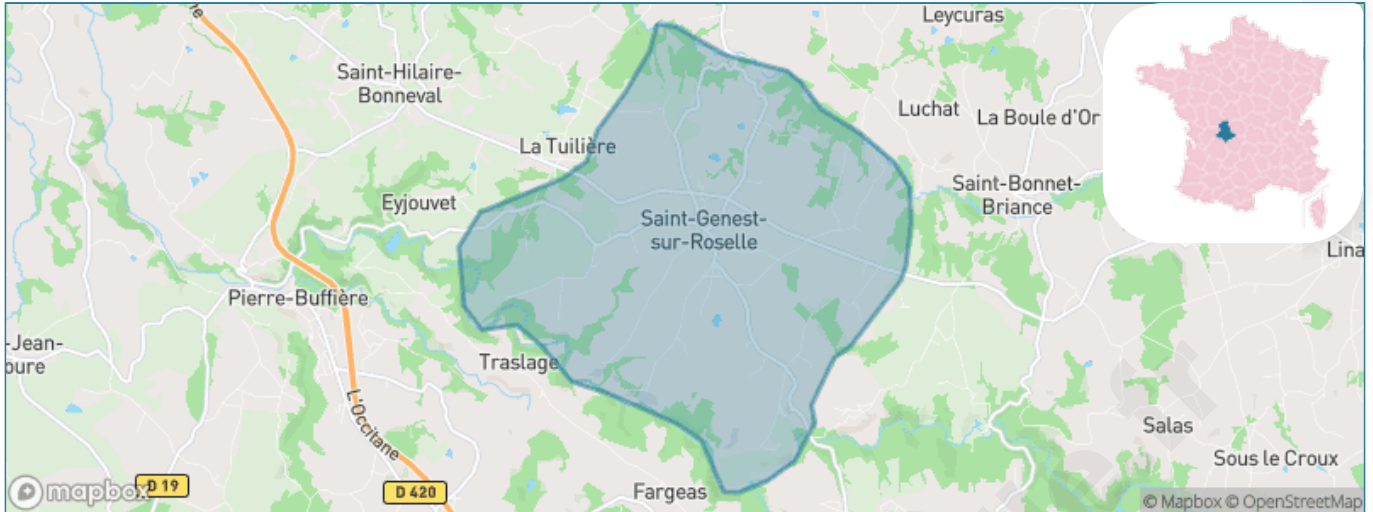 Leycuras
Saint-Hilaire-
Bonneval
Luchat
La Boule d'Or
La Tuilière
Eyjouvet
Saint-Bonnet-
Briance
Saint-Genest-
sur-Roselle
Lina
Pierre-Buffière
-Jean-
oure
Traslage
L'Occitane
Salas
Sous le Croux
Fargeas
mapbox
D 19
D 420
© Mapbox © OpenStreetMap